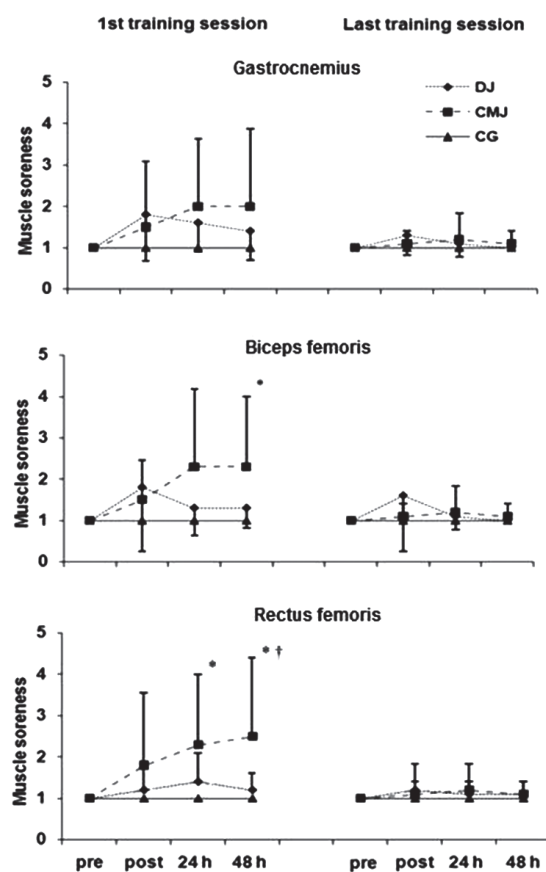 1st training session
Last training session
Gastrocnemius
5
4
3
2
1
0
Muscle soreness
DJ
CMJ
CG
Biceps femoris
5
4
3
2
1
0
Muscle soreness
*
Rectus femoris
5
4
3
2
1
0
Muscle soreness
*
* †
pre post 24 h 48 h pre post 24 h 48 h